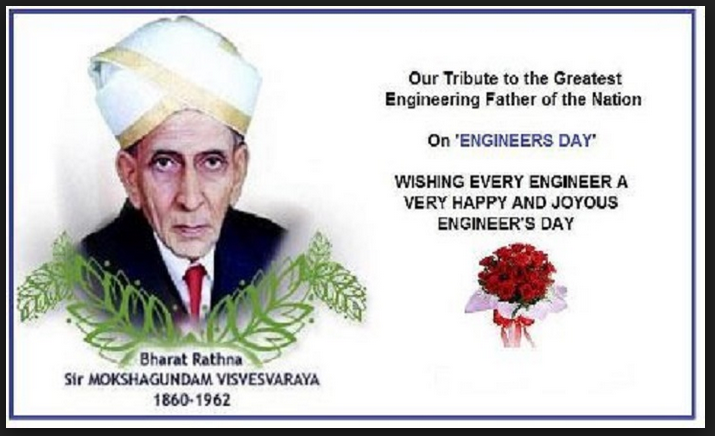 Our Tribute to the Greatest
Engineering Father of the Nation
On 'ENGINEERS DAY'
WISHING EVERY ENGINEER A
VERY HAPPY AND JOYOUS
ENGINEER'S DAY
Bharat Rathna
Sir MOKSHAGUNDAM VISVESVARAYA
1860-1962